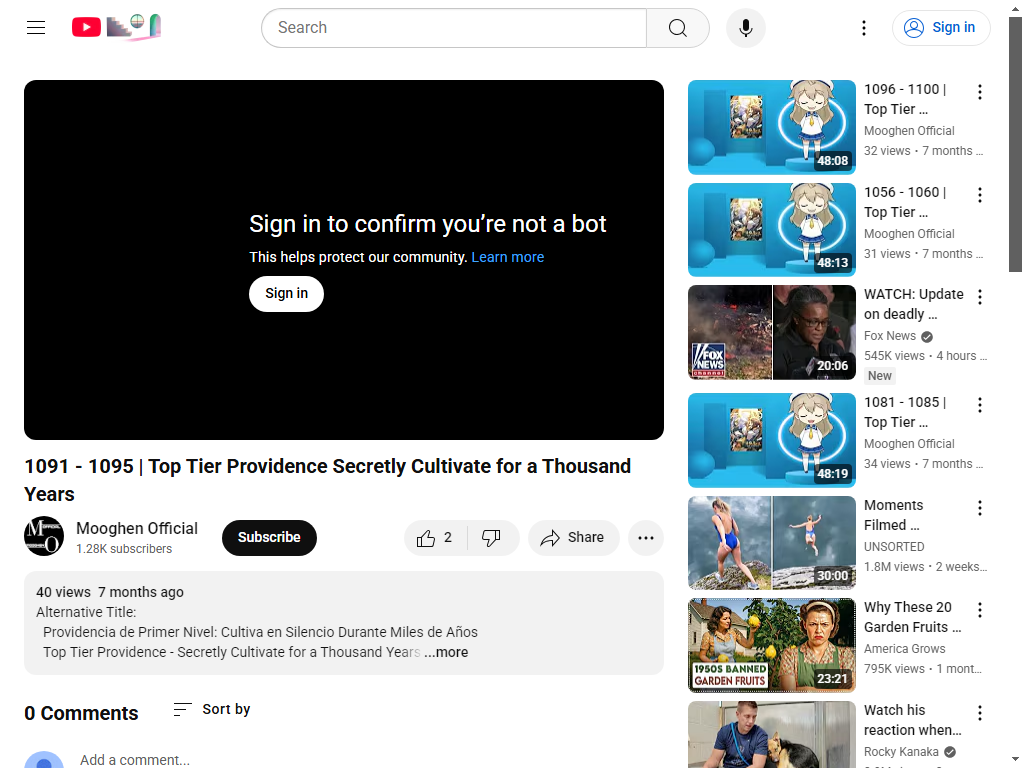 Search
Sign in
Sign in to confirm you’re not a bot
This helps protect our community. Learn more
Sign in
1091 - 1095 | Top Tier Providence Secretly Cultivate for a Thousand
Years
Mooghen Official
1.28K subscribers
Subscribe
2
Share
40 views 7 months ago
Alternative Title:
Providencia de Primer Nivel: Cultiva en Silencio Durante Miles de Años
Top Tier Providence - Secretly Cultivate for a Thousand Years ...more
0 Comments
Sort by
Add a comment...
48:08
1096 - 1100 |
Top Tier ...
Mooghen Official
32 views • 7 months ...
48:13
1056 - 1060 |
Top Tier ...
Mooghen Official
31 views • 7 months ...
FOX
NEWS
channel
20:06
WATCH: Update
on deadly ...
Fox News
545K views • 4 hours ...
New
48:19
1081 - 1085 |
Top Tier ...
Mooghen Official
34 views • 7 months ...
30:00
Moments
Filmed ...
UNSORTED
1.8M views • 2 weeks...
1950S BANNED
GARDEN FRUITS
23:21
Why These 20
Garden Fruits ...
America Grows
795K views • 1 mont...
Watch his
reaction when...
Rocky Kanaka